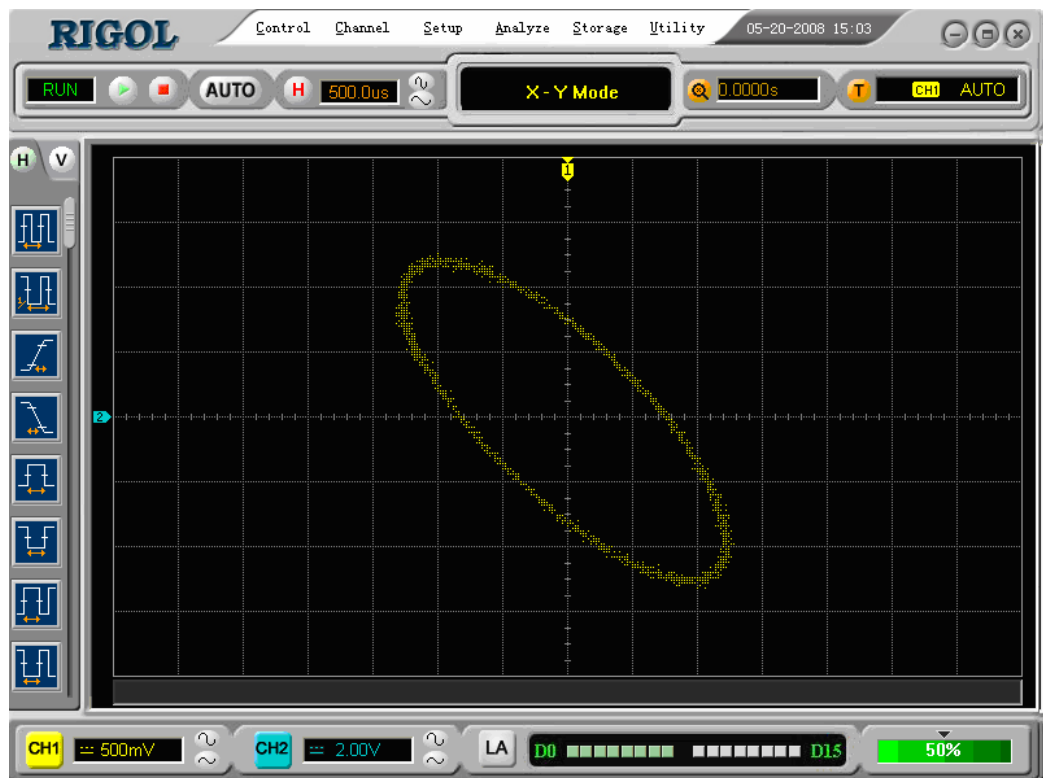 RIGOL Control Channel Setup Analyze Storage Utility 05-20-2008 15:03
RUN AUTO H 500.0us X-Y Mode 0.0000s T CH1 AUTO
H V
1
1/
2
CH1 500mV CH2 2.00V LA D0 D15 50%